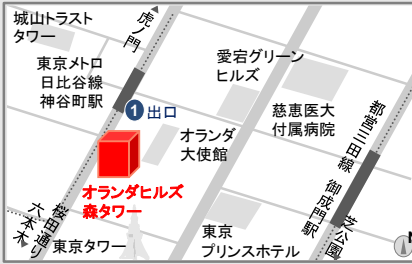 城山トラスト
タワー
虎ノ門
東京メトロ
日比谷線
神谷町駅
1 出口
愛宕グリーン
ヒルズ
慈恵医大
付属病院
オランダ
大使館
都営三田線 御成門駅
芝公園
オランダヒルズ
森タワー
桜田通り
六本木
東京タワー
東京
プリンスホテル
N